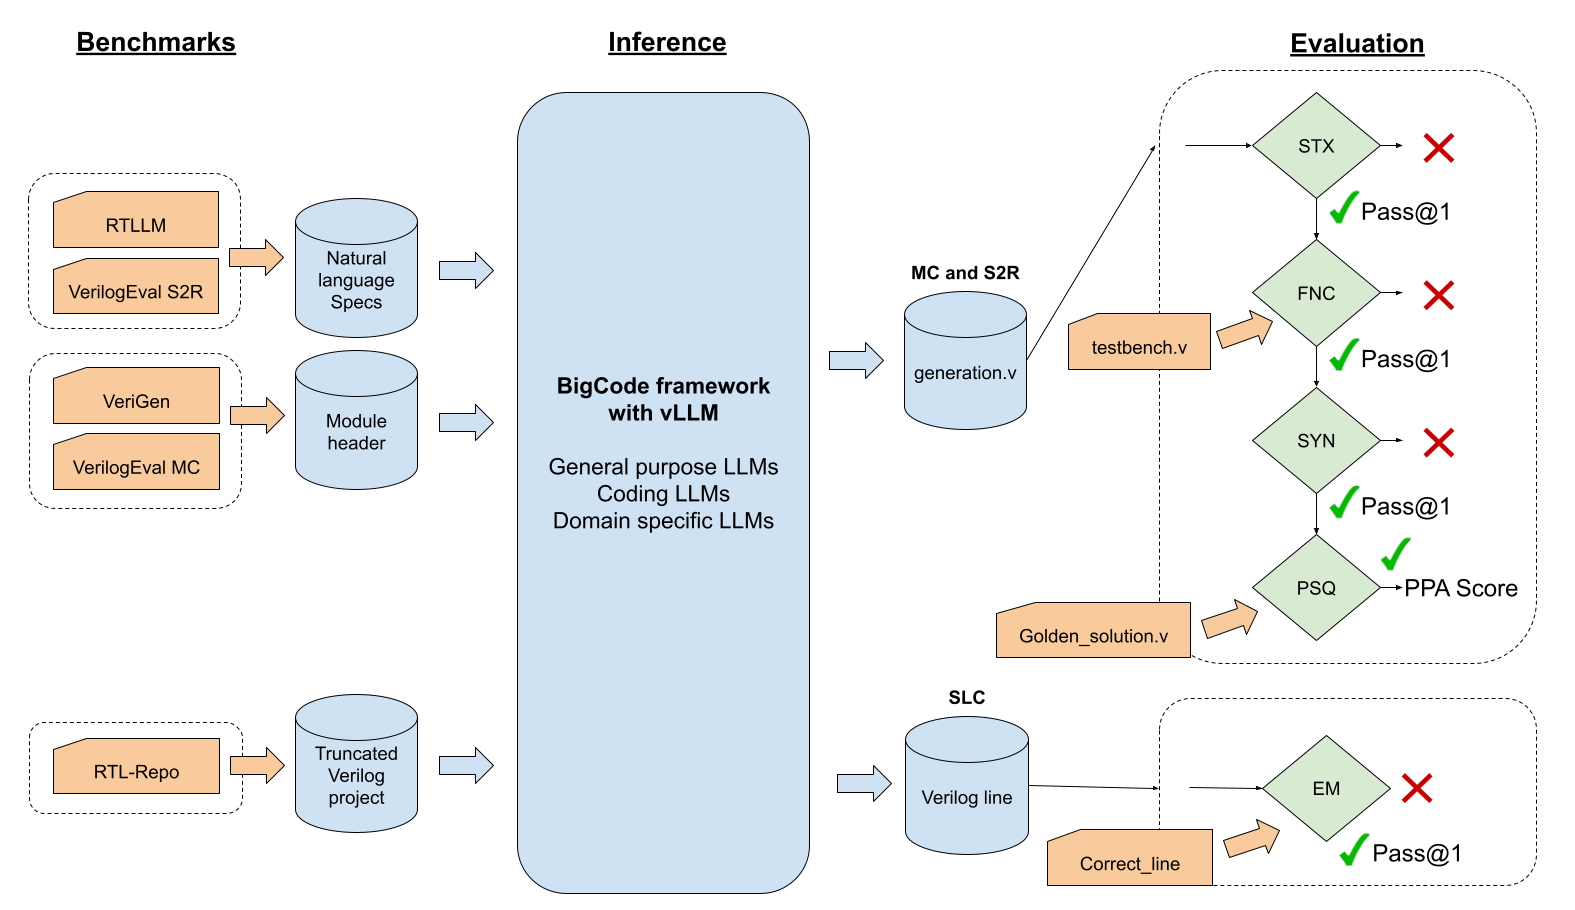 Benchmarks
Inference
Evaluation
RTLLM
VerilogEval S2R
Natural
language
Specs
VeriGen
VerilogEval MC
Module
header
RTL-Repo
Truncated
Verilog
project
BigCode framework
with vLLM
General purpose LLMs
Coding LLMs
Domain specific LLMs
MC and S2R
generation.v
SLC
Verilog line
STX
Pass@1
FNC
testbench.v
Pass@1
SYN
Pass@1
PSQ
PPA Score
Golden_solution.v
EM
Pass@1
Correct_line